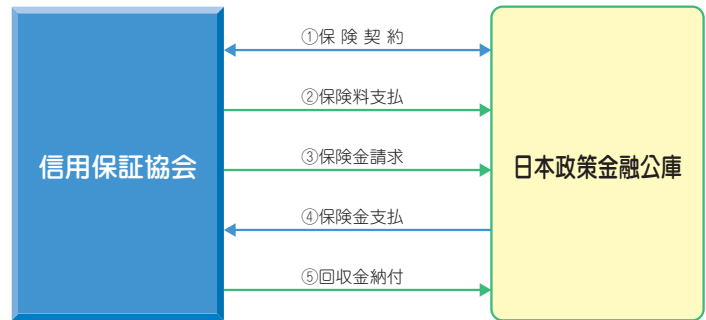 ①保険契約
②保険料支払
③保険金請求
④保険金支払
⑤回収金納付
信用保証協会
日本政策金融公庫